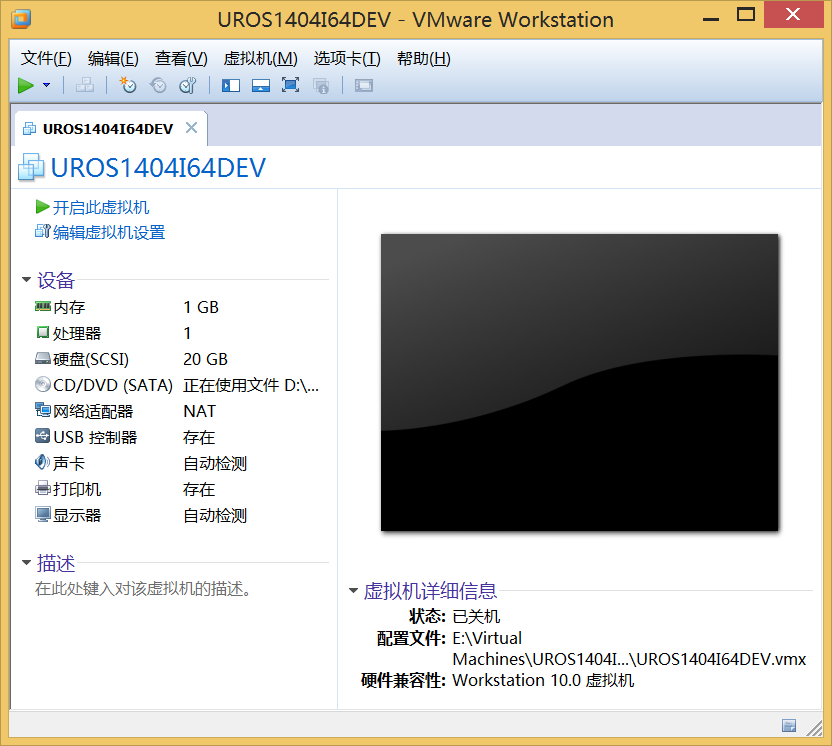 UROS1404I64DEV - VMware Workstation
文件(F) 编辑(E) 查看(V) 虚拟机(M) 选项卡(T) 帮助(H)
UROS1404I64DEV
UROS1404I64DEV
开启此虚拟机
编辑虚拟机设置
设备
内存 1 GB
处理器 1
硬盘(SCSI) 20 GB
CD/DVD (SATA) 正在使用文件 D:\...
网络适配器 NAT
USB 控制器 存在
声卡 自动检测
打印机 存在
显示器 自动检测
描述
在此处键入对该虚拟机的描述。
虚拟机详细信息
状态: 已关机
配置文件: E:\Virtual
Machines\UROS1404I...\UROS1404I64DEV.vmx
硬件兼容性: Workstation 10.0 虚拟机